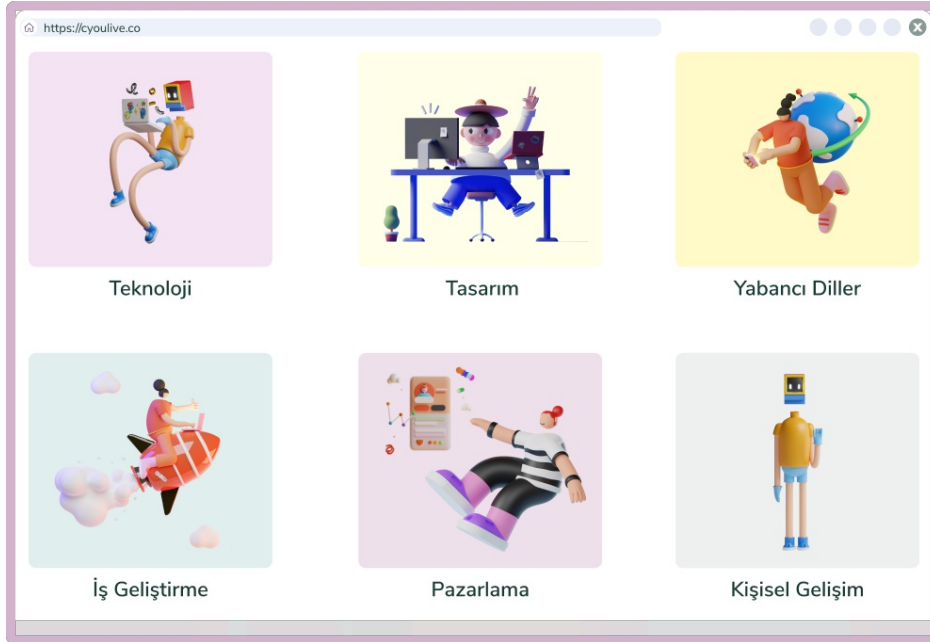 https://cyoulive.co
Teknoloji
Tasarım
Yabancı Diller
İş Geliştirme
Pazarlama
Kişisel Gelişim